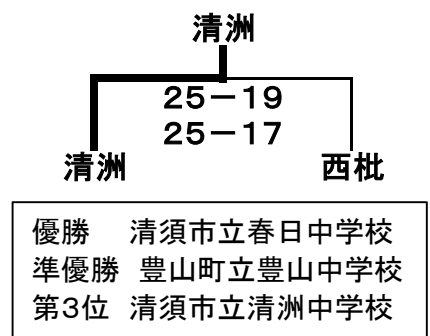 清洲
25－19
25－17
清洲 西枇
優勝 清須市立春日中学校
準優勝 豊山町立豊山中学校
第3位 清須市立清洲中学校